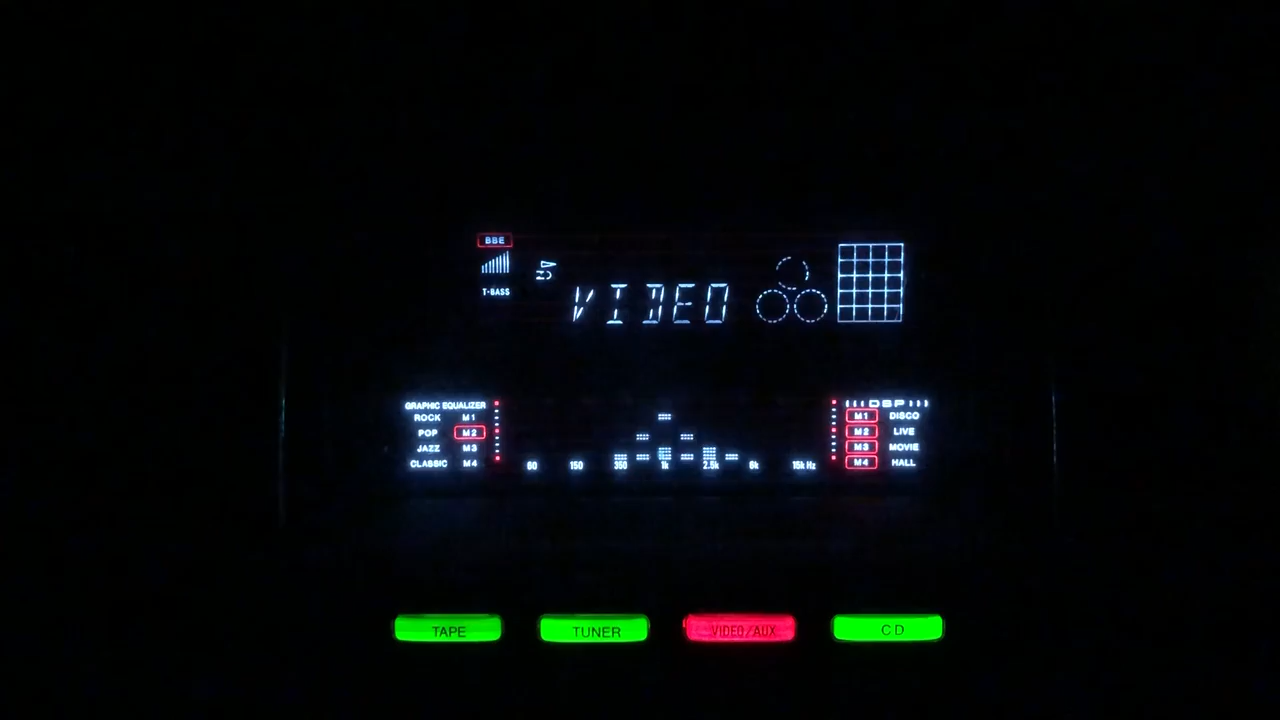 BBE
T-BASS
VIDEO
GRAPHIC EQUALIZER
ROCK M1
POP M2
JAZZ M3
CLASSIC M4
60 150 350 1k 2.5k 6k 15k Hz
DSP
M1 DISCO
M2 LIVE
M3 MOVIE
M4 HALL
TAPE TUNER VIDEO/AUX CD